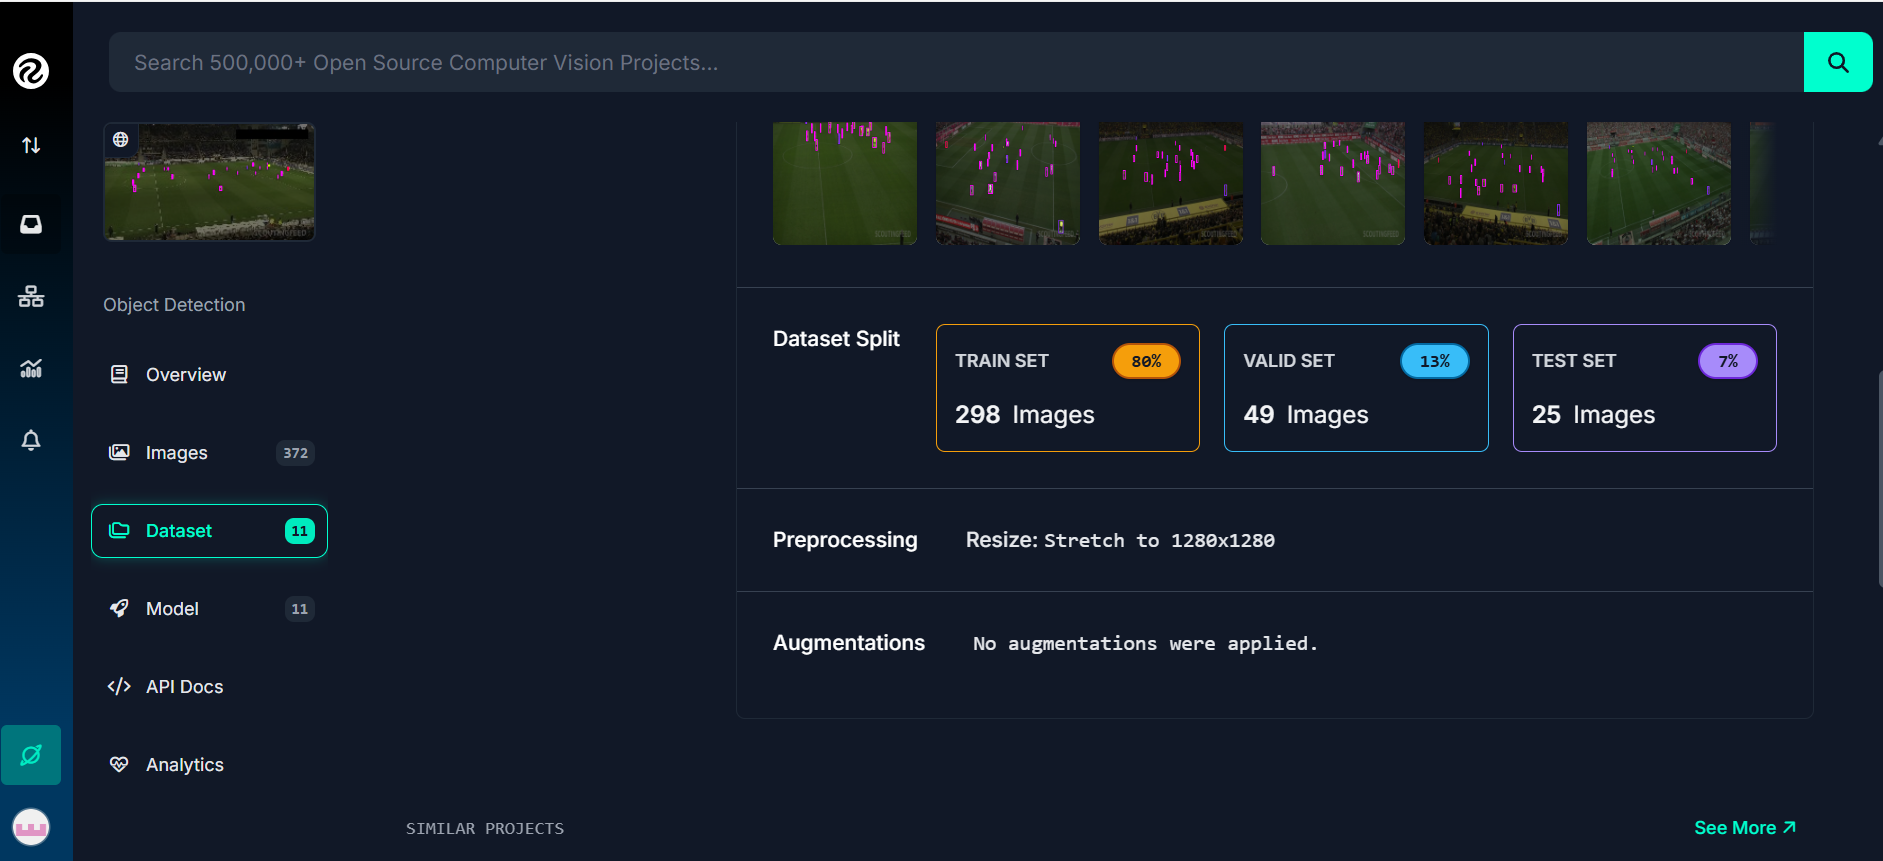 Search 500,000+ Open Source Computer Vision Projects...
Object Detection
Overview
Images 372
Dataset 11
Model 11
API Docs
Analytics
SCOUTINGFEED
Dataset Split
TRAIN SET 80%
298 Images
VALID SET 13%
49 Images
TEST SET 7%
25 Images
Preprocessing Resize: Stretch to 1280x1280
Augmentations No augmentations were applied.
SIMILAR PROJECTS
See More